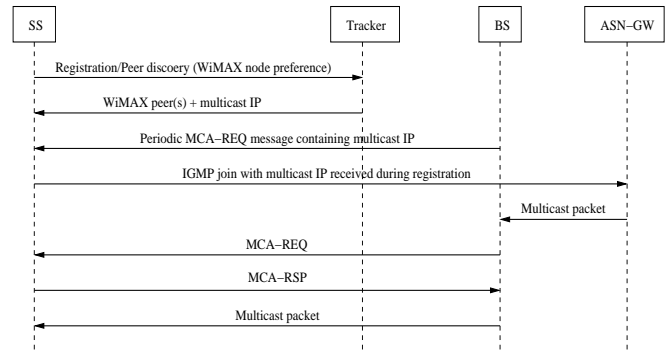 SS
Tracker
BS
ASN−GW
Registration/Peer discoery (WiMAX node preference)
WiMAX peer(s) + multicast IP
Periodic MCA−REQ message containing multicast IP
IGMP join with multicast IP received during registration
Multicast packet
MCA−REQ
MCA−RSP
Multicast packet